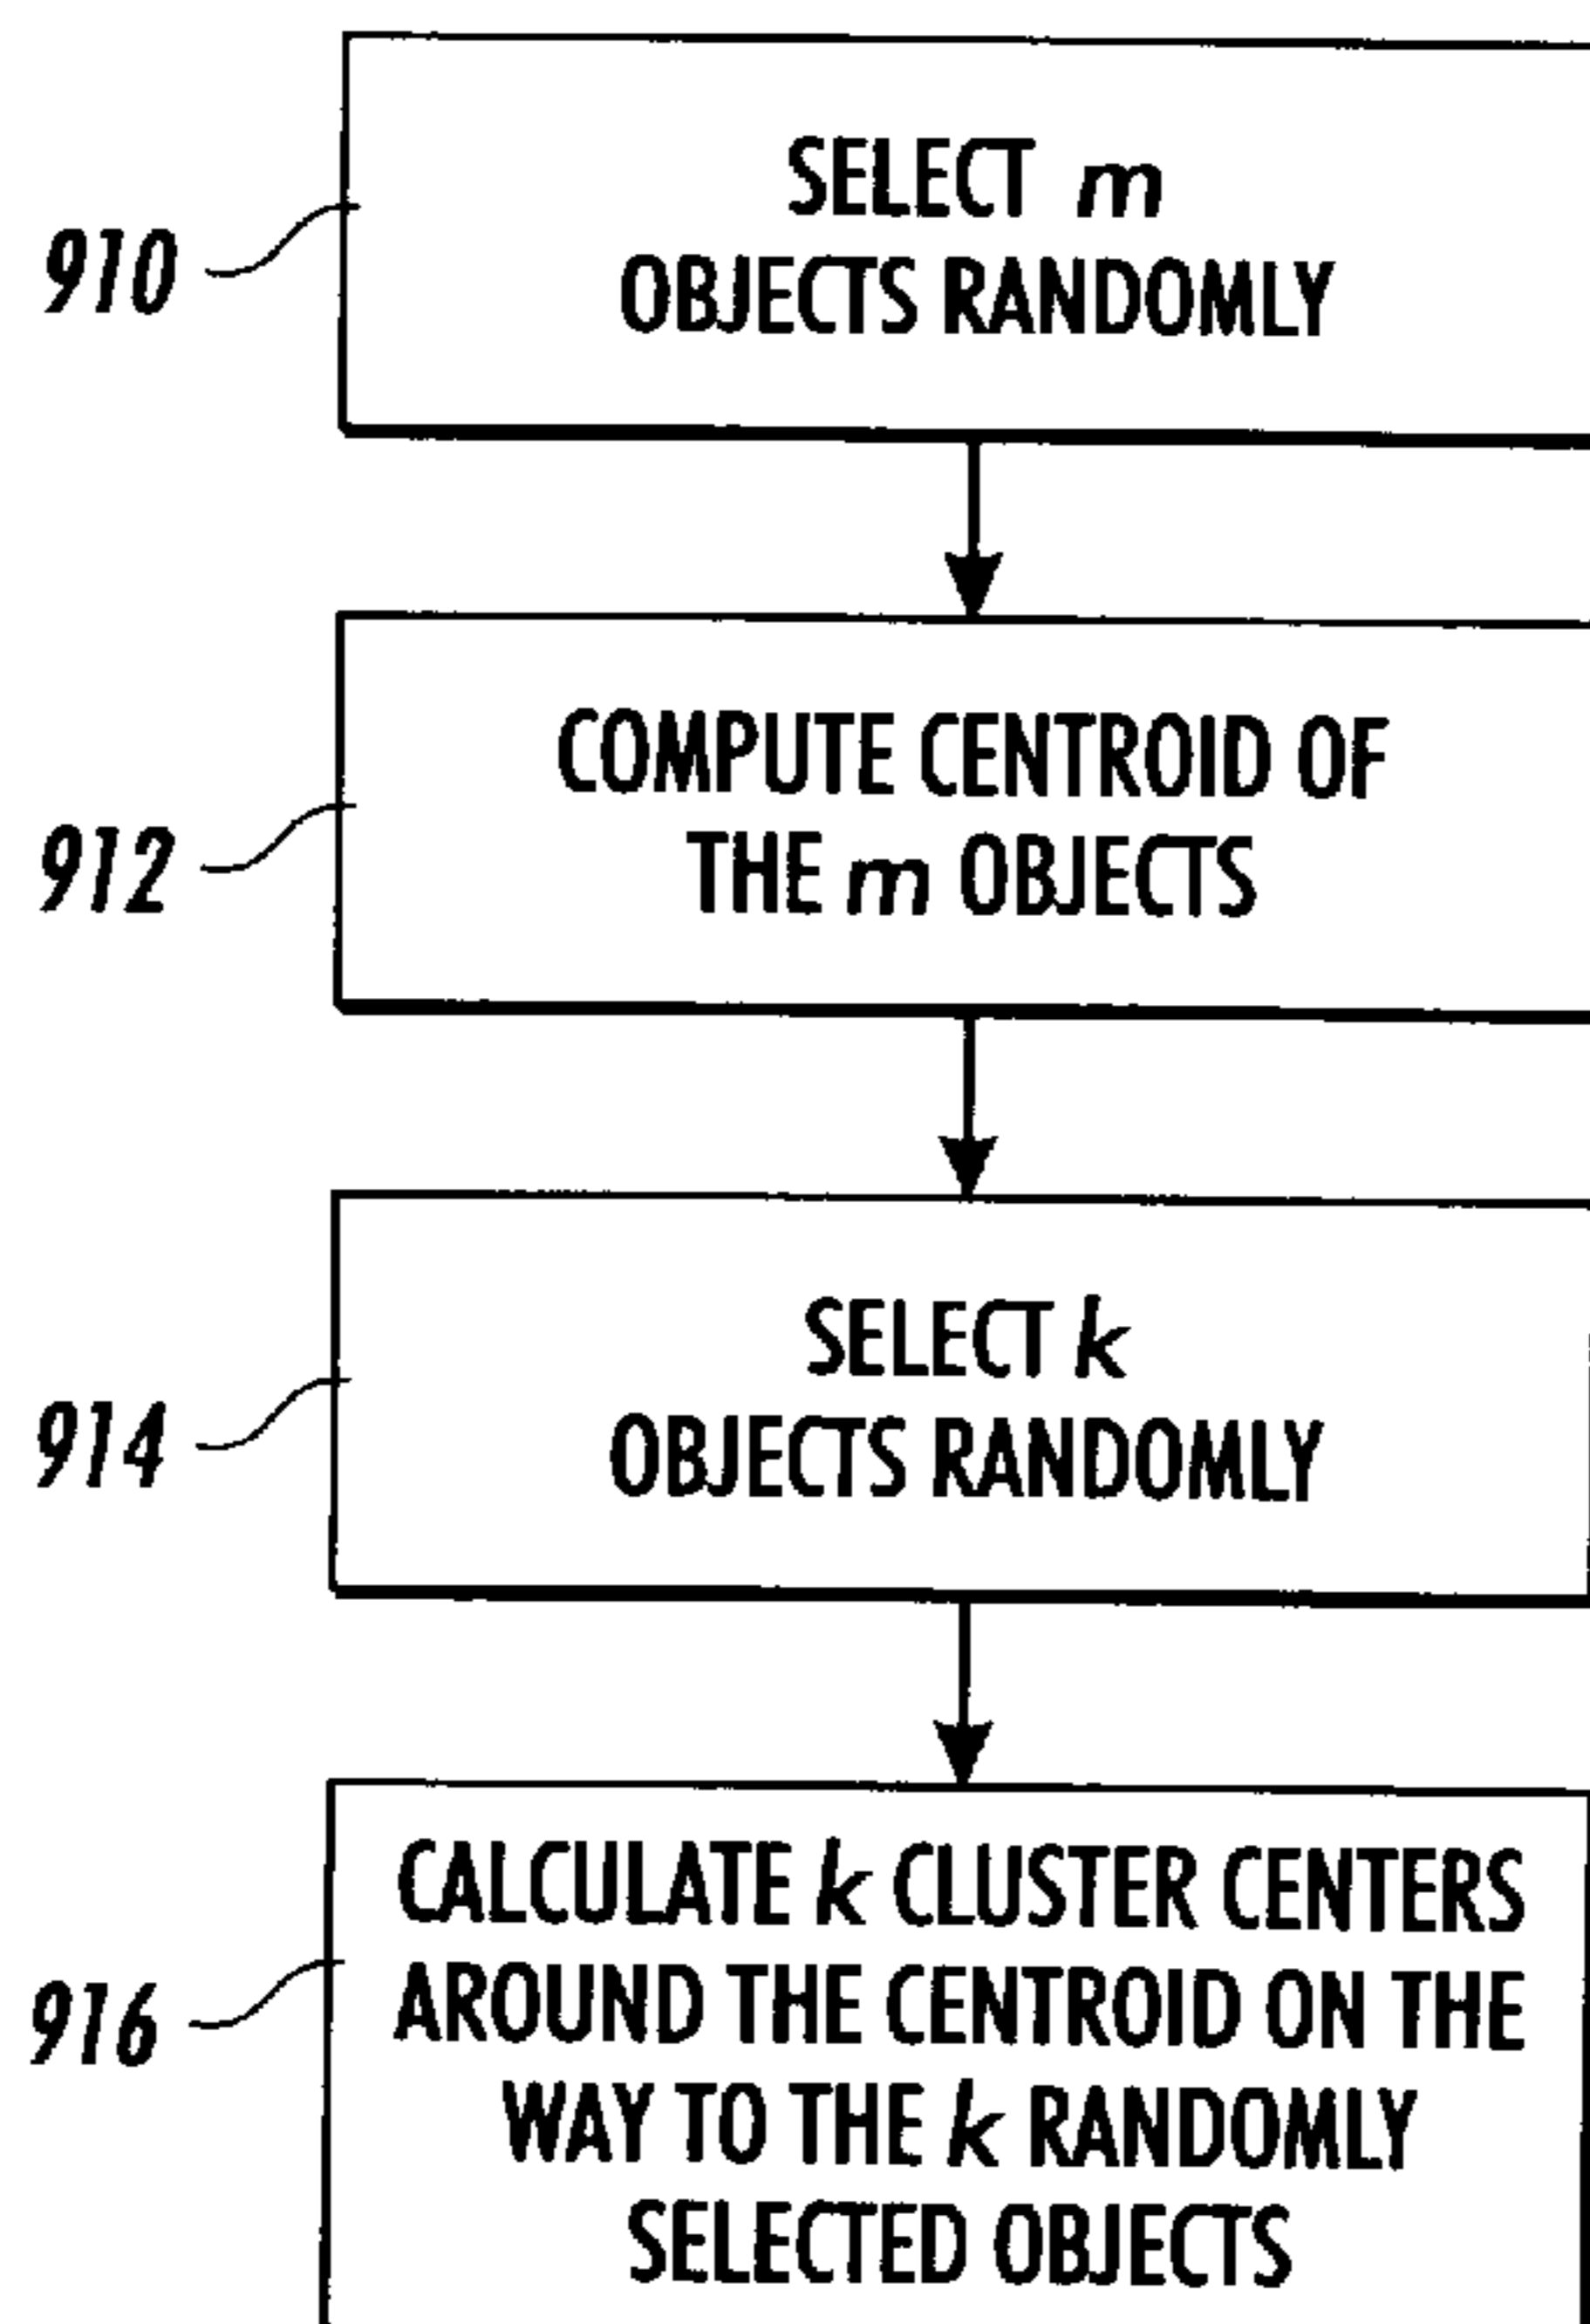 SELECT m
OBJECTS RANDOMLY
910
COMPUTE CENTROID OF
THE m OBJECTS
912
SELECT k
OBJECTS RANDOMLY
914
CALCULATE k CLUSTER CENTERS
AROUND THE CENTROID ON THE
WAY TO THE k RANDOMLY
SELECTED OBJECTS
916